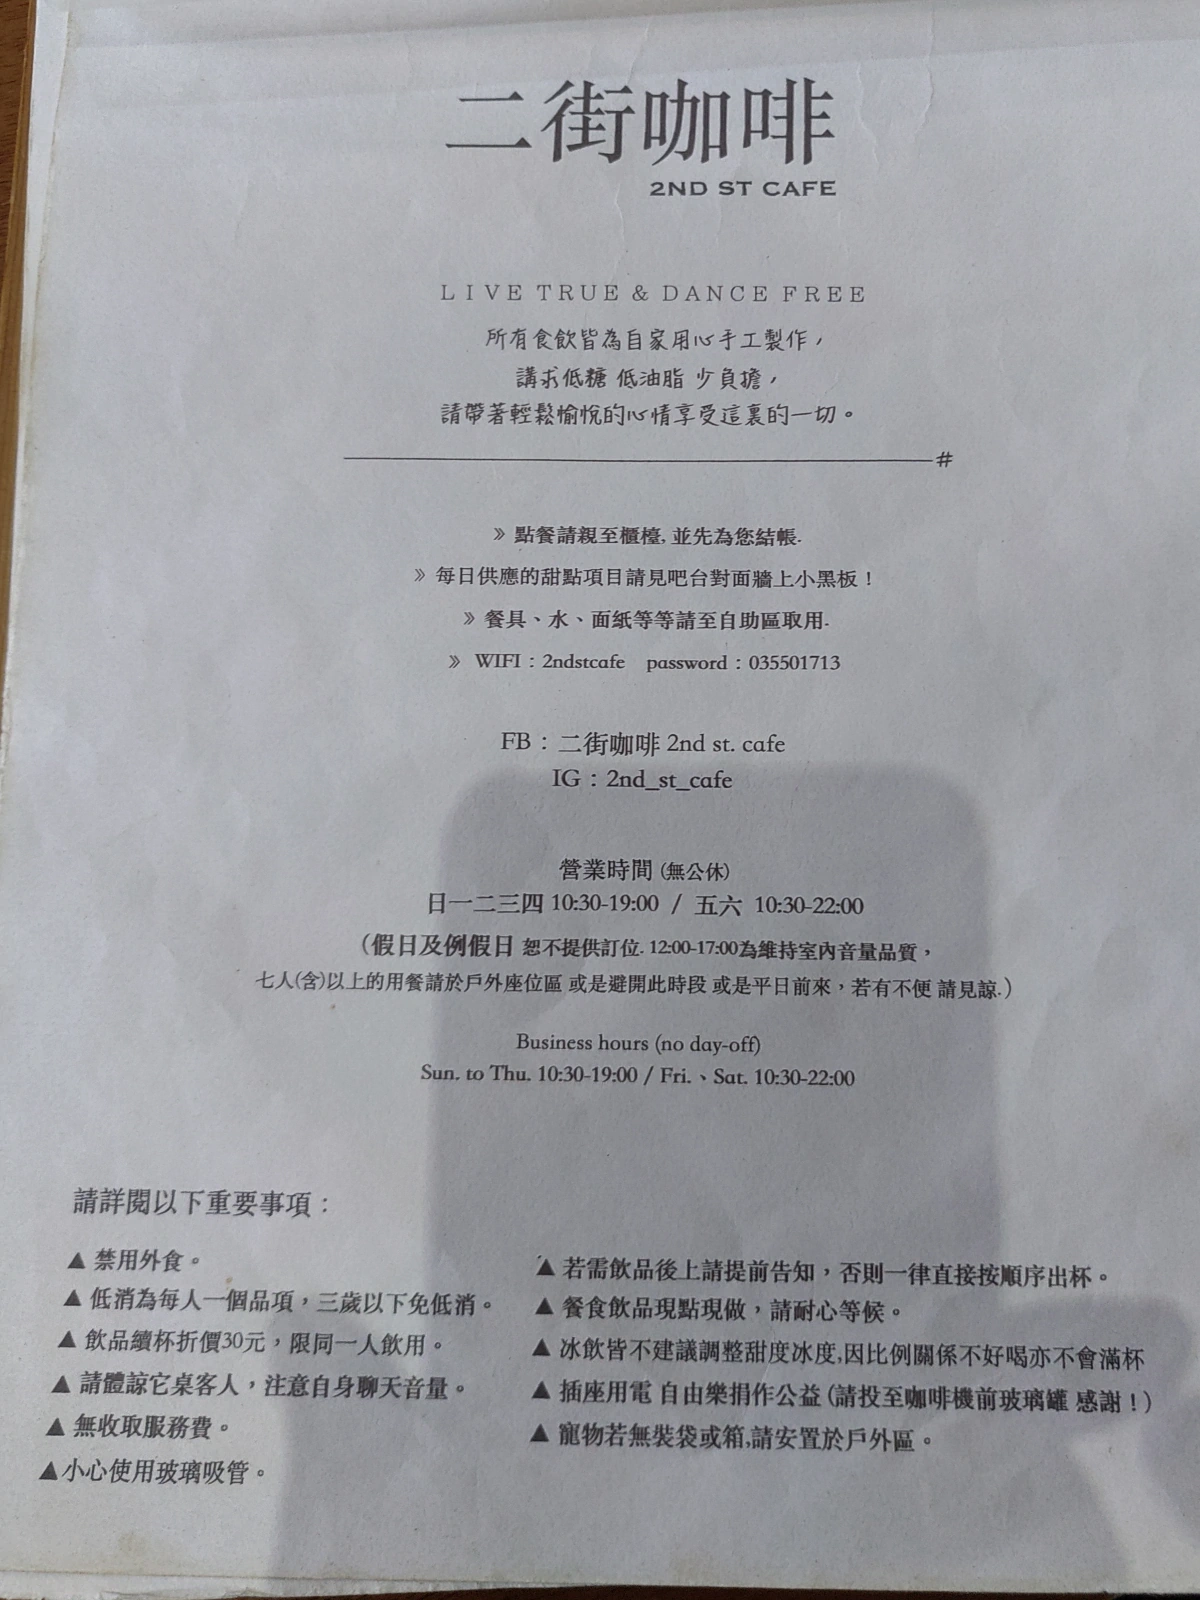 二街咖啡
2ND ST CAFE
LIVE TRUE & DANCE FREE
所有食飲皆為自家用心手工製作，
講求低糖 低油脂 少負擔，
請帶著輕鬆愉悅的心情享受這裏的一切。
#
》點餐請親至櫃檯, 並先為您結帳.
》每日供應的甜點項目請見吧台對面牆上小黑板！
》餐具、水、面紙等等請至自助區取用.
》 WIFI：2ndstcafe password：035501713
FB：二街咖啡 2nd st. cafe
IG：2nd_st_cafe
營業時間 (無公休)
日一二三四 10:30-19:00 / 五六 10:30-22:00
(假日及例假日 恕不提供訂位. 12:00-17:00為維持室內音量品質，
七人(含)以上的用餐請於戶外座位區 或是避開此時段 或是平日前來，若有不便 請見諒.)
Business hours (no day-off)
Sun. to Thu. 10:30-19:00 / Fri.、Sat. 10:30-22:00
請詳閱以下重要事項：
▲ 禁用外食。
▲ 低消為每人一個品項，三歲以下免低消。
▲ 飲品續杯折價30元，限同一人飲用。
▲ 請體諒它桌客人，注意自身聊天音量。
▲ 無收取服務費。
▲小心使用玻璃吸管。
▲ 若需飲品後上請提前告知，否則一律直接按順序出杯。
▲ 餐食飲品現點現做，請耐心等候。
▲ 冰飲皆不建議調整甜度冰度,因比例關係不好喝亦不會滿杯
▲ 插座用電 自由樂捐作公益 (請投至咖啡機前玻璃罐 感謝！)
▲ 寵物若無裝袋或箱,請安置於戶外區。